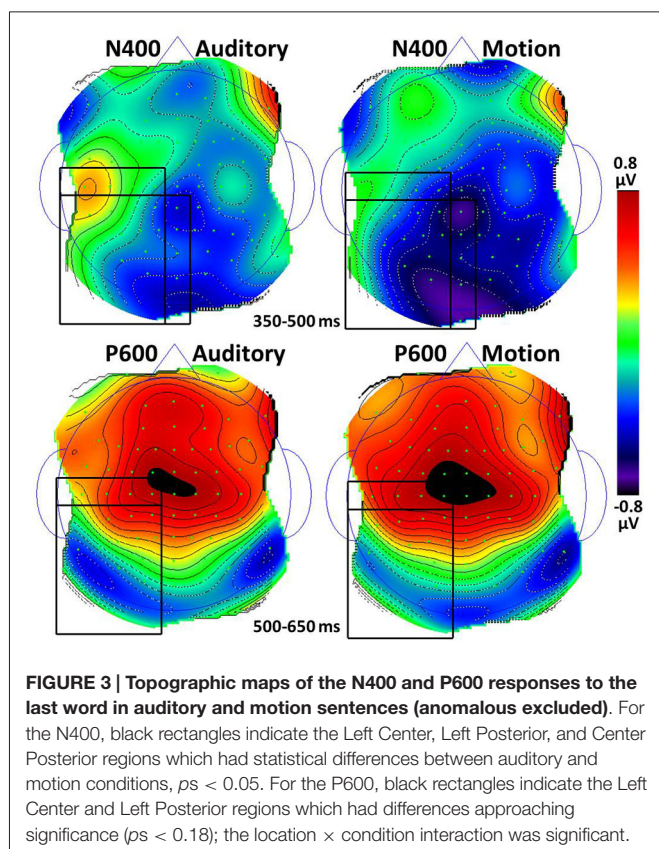 N400 Auditory N400 Motion
0.8
µV
350-500 ms
P600 Auditory P600 Motion
-0.8
µV
500-650 ms
FIGURE 3 | Topographic maps of the N400 and P600 responses to the
last word in auditory and motion sentences (anomalous excluded). For
the N400, black rectangles indicate the Left Center, Left Posterior, and Center
Posterior regions which had statistical differences between auditory and
motion conditions, ps < 0.05. For the P600, black rectangles indicate the Left
Center and Left Posterior regions which had differences approaching
significance (ps < 0.18); the location × condition interaction was significant.